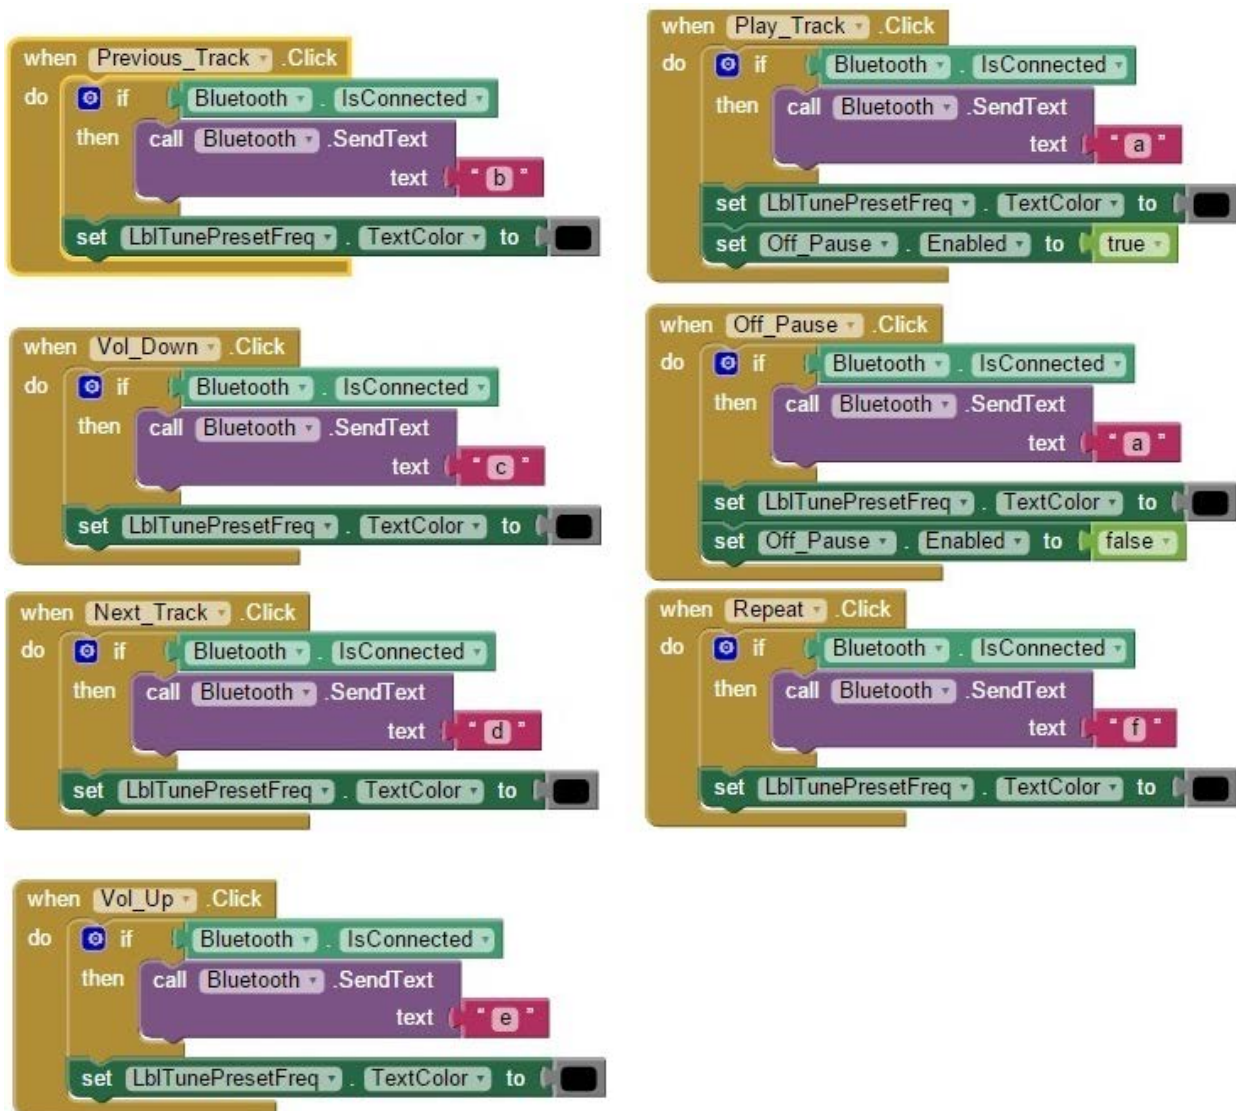 when Previous_Track .Click
do if Bluetooth . IsConnected
then call Bluetooth .SendText
text " b "
set LblTunePresetFreq . TextColor to
when Vol_Down .Click
do if Bluetooth . IsConnected
then call Bluetooth .SendText
text " c "
set LblTunePresetFreq . TextColor to
when Next_Track .Click
do if Bluetooth . IsConnected
then call Bluetooth .SendText
text " d "
set LblTunePresetFreq . TextColor to
when Vol_Up .Click
do if Bluetooth . IsConnected
then call Bluetooth .SendText
text " e "
set LblTunePresetFreq . TextColor to
when Play_Track .Click
do if Bluetooth . IsConnected
then call Bluetooth .SendText
text " a "
set LblTunePresetFreq . TextColor to
set Off_Pause . Enabled to true
when Off_Pause .Click
do if Bluetooth . IsConnected
then call Bluetooth .SendText
text " a "
set LblTunePresetFreq . TextColor to
set Off_Pause . Enabled to false
when Repeat .Click
do if Bluetooth . IsConnected
then call Bluetooth .SendText
text " f "
set LblTunePresetFreq . TextColor to